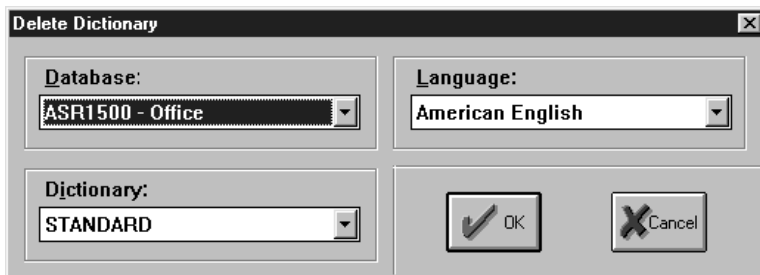 Delete Dictionary
Database:
ASR1500 - Office
Language:
American English
Dictionary:
STANDARD
OK
Cancel